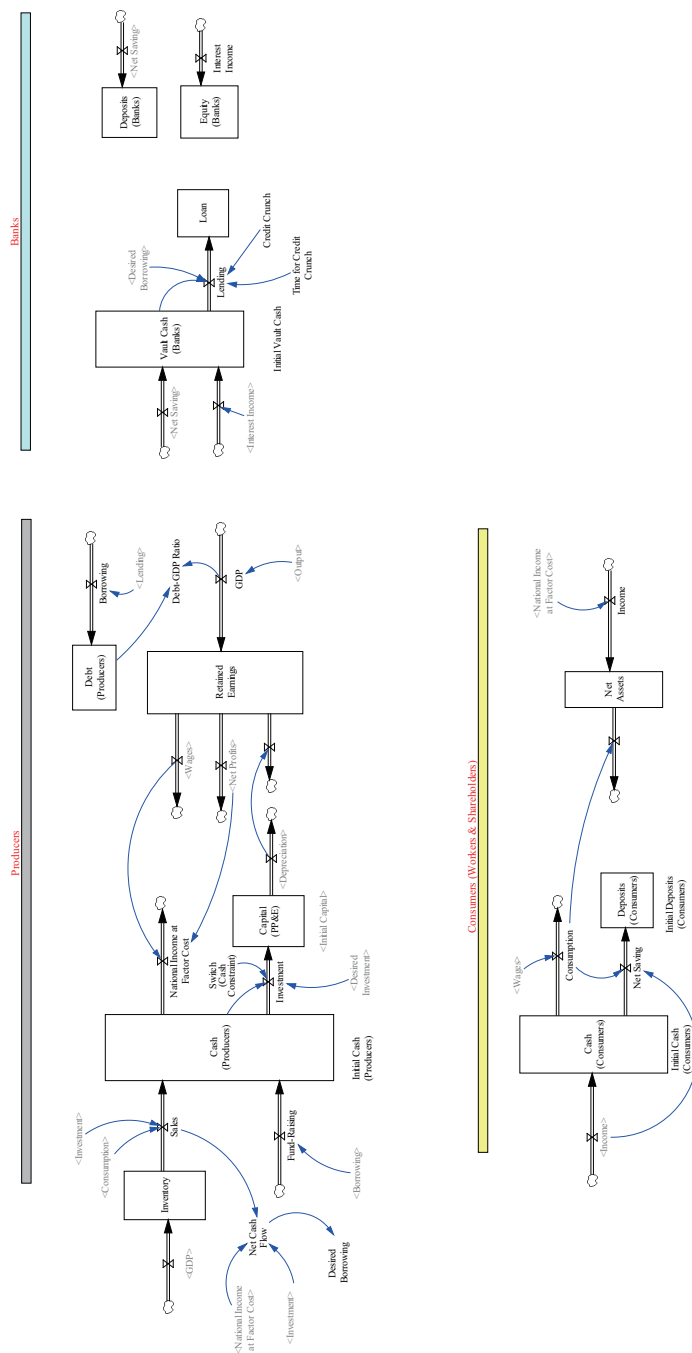 Producers
<Investment>
<Consumption>
Sales
Inventory
<GDP>
Fund-Raising
<Borrowing>
Net Cash
Flow
<National Income
at Factor Cost>
<Investment>
Desired
Borrowing
Cash
(Producers)
Initial Cash
(Producers)
National Income at
Factor Cost
Switch
(Cash
Constraint)
Investment
<Desired
Investment>
Capital
(PP&E)
<Initial Capital>
<Depreciation>
<Wages>
<Net Profits>
Retained
Earnings
Debt
(Producers)
Borrowing
<Lending>
Debt-GDP Ratio
GDP
<Output>
Banks
<Net Saving>
<Interest Income>
Vault Cash
(Banks)
Initial Vault Cash
<Desired
Borrowing>
Lending
Loan
Credit Crunch
Time for Credit
Crunch
Deposits
(Banks)
<Net Saving>
Equity
(Banks)
Interest
Income
Consumers (Workers & Shareholders)
<Income>
Cash
(Consumers)
Initial Cash
(Consumers)
<Wages>
Consumption
Net Saving
Deposits
(Consumers)
Initial Deposits
(Consumers)
Net
Assets
<National Income
at Factor Cost>
Income